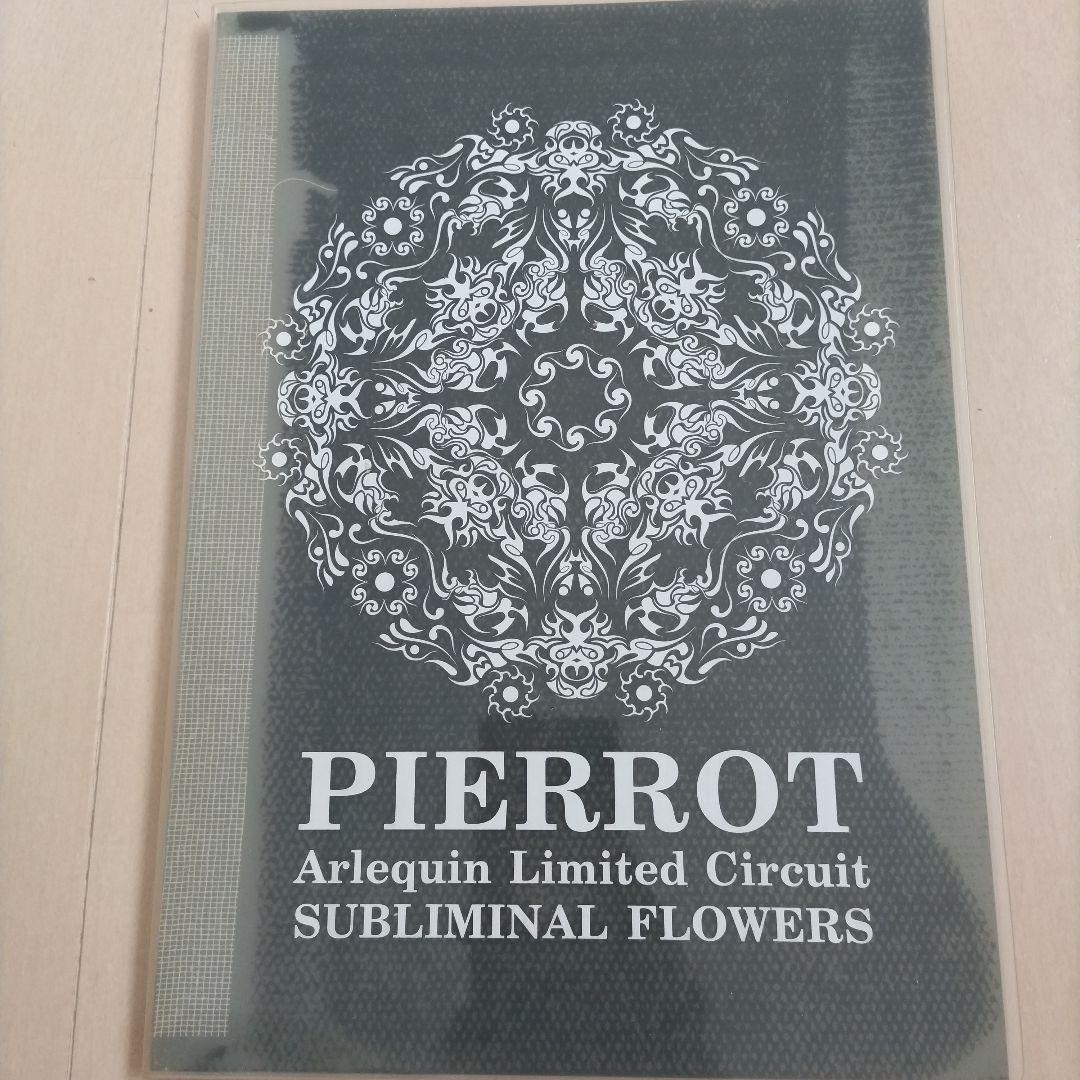 PIERROT
Arlequin Limited Circuit
SUBLIMINAL FLOWERS